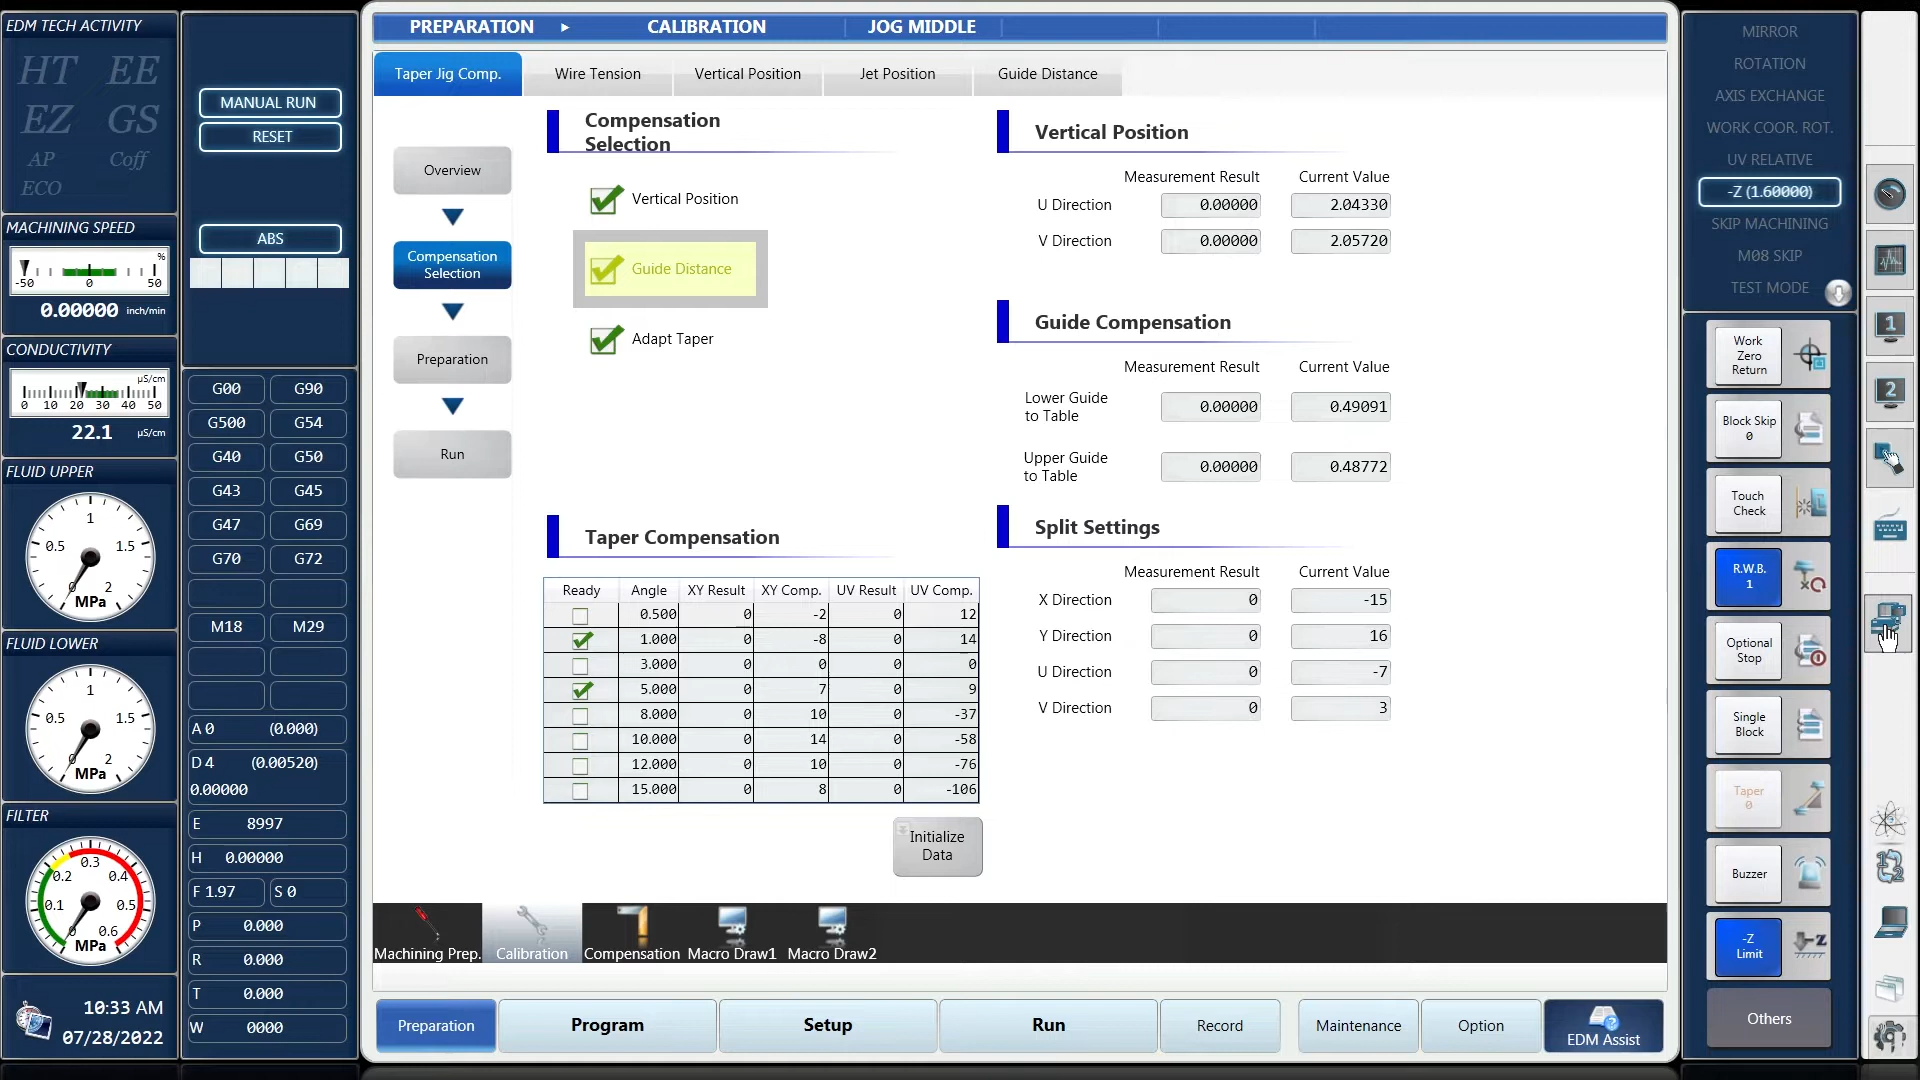 EDM TECH ACTIVITY
HT EE
EZ GS
AP Coff
ECO
MACHINING SPEED
%
-50 0 50
0.00000 inch/min
CONDUCTIVITY
µS/cm
0 10 20 30 40 50
22.1 µS/cm
FLUID UPPER
1
0.5 1.5
0 2
MPa
FLUID LOWER
1
0.5 1.5
0 2
MPa
FILTER
0.3
0.2 0.4
0.1 0.5
0 0.6
MPa
10:33 AM
07/28/2022
MANUAL RUN
RESET
ABS
G00 G90
G500 G54
G40 G50
G43 G45
G47 G69
G70 G72
M18 M29
A 0 (0.000)
D 4 (0.00520)
0.00000
E 8997
H 0.00000
F 1.97 S 0
P 0.000
R 0.000
T 0.000
W 0000
PREPARATION ▸ CALIBRATION JOG MIDDLE
Taper Jig Comp. Wire Tension Vertical Position Jet Position Guide Distance
Overview
Compensation
Selection
Preparation
Run
Compensation
Selection
Vertical Position
Guide Distance
Adapt Taper
Taper Compensation
Ready Angle XY Result XY Comp. UV Result UV Comp.
0.500 0 -2 0 12
1.000 0 -8 0 14
3.000 0 0 0 0
5.000 0 7 0 9
8.000 0 10 0 -37
10.000 0 14 0 -58
12.000 0 10 0 -76
15.000 0 8 0 -106
Initialize
Data
Vertical Position
Measurement Result Current Value
U Direction 0.00000 2.04330
V Direction 0.00000 2.05720
Guide Compensation
Measurement Result Current Value
Lower Guide
to Table 0.00000 0.49091
Upper Guide
to Table 0.00000 0.48772
Split Settings
Measurement Result Current Value
X Direction 0 -15
Y Direction 0 16
U Direction 0 -7
V Direction 0 3
Machining Prep. Calibration Compensation Macro Draw1 Macro Draw2
Preparation Program Setup Run Record Maintenance Option EDM Assist
MIRROR
ROTATION
AXIS EXCHANGE
WORK COOR. ROT.
UV RELATIVE
-Z (1.60000)
SKIP MACHINING
M08 SKIP
TEST MODE
Work
Zero
Return
Block Skip
0
Touch
Check
R.W.B.
1
Optional
Stop
Single
Block
Taper
0
Buzzer
-Z
Limit
Z
Others
1
2
1 2